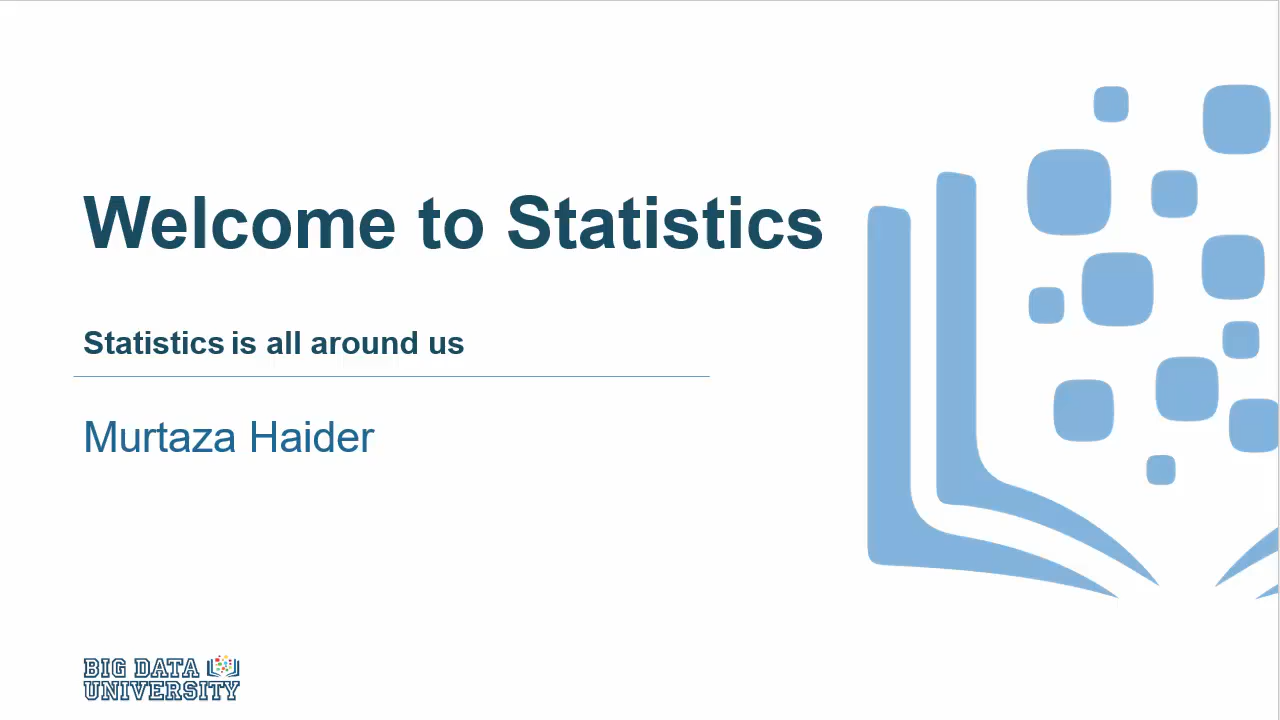 Welcome to Statistics
Statistics is all around us
Murtaza Haider
BIG DATA
UNIVERSITY